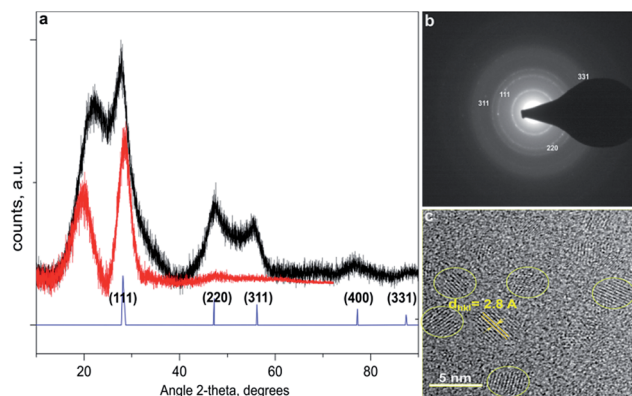 a
counts, a.u.
(111)
(220)
(311)
(400)
(331)
20
40
60
80
Angle 2-theta, degrees
b
331
111
311
220
c
dhkl= 2.8 A
5 nm